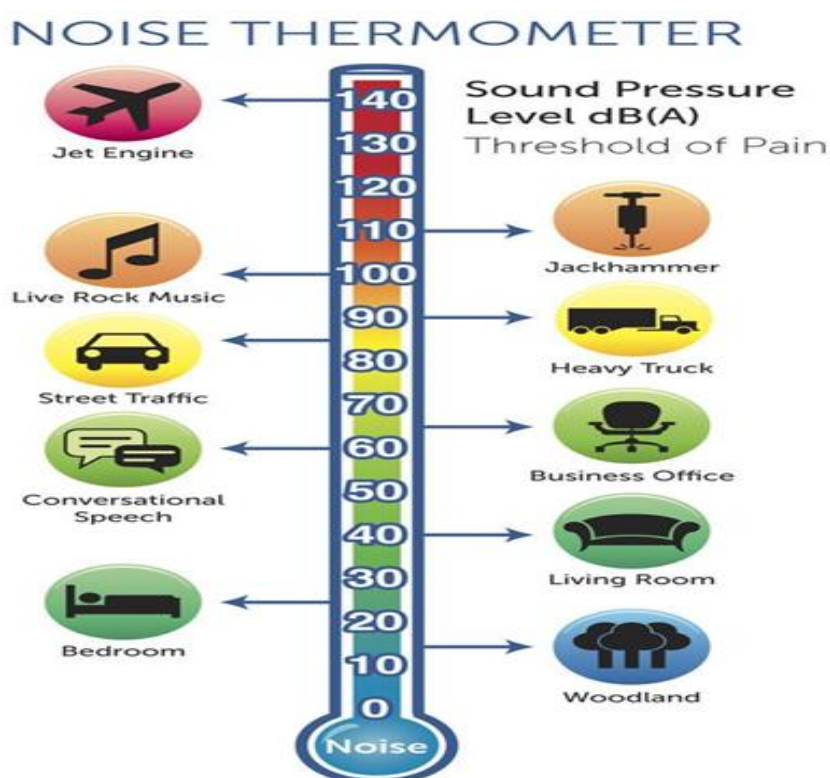 NOISE THERMOMETER
Sound Pressure
Level dB(A)
Threshold of Pain
Jet Engine
Live Rock Music
Street Traffic
Conversational
Speech
Bedroom
140
130
120
110
100
90
80
70
60
50
40
30
20
10
0
Noise
Jackhammer
Heavy Truck
Business Office
Living Room
Woodland